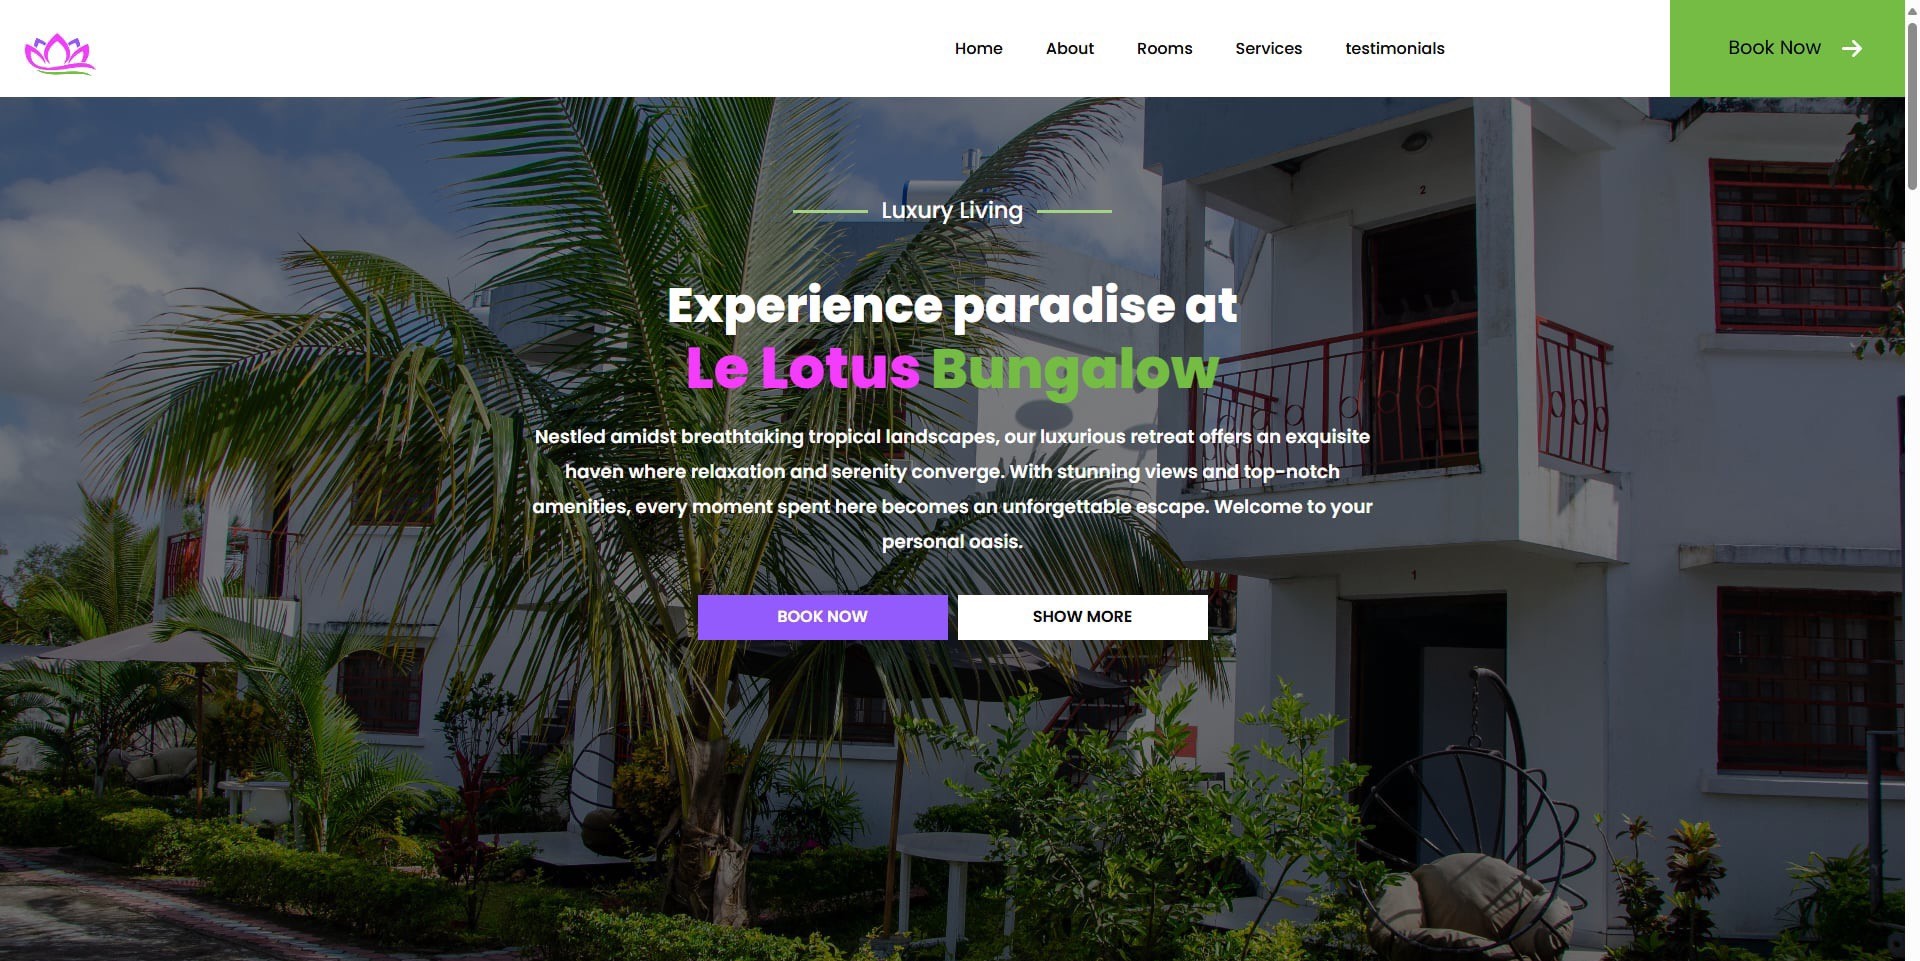 Home About Rooms Services testimonials Book Now
Luxury Living
Experience paradise at
Le Lotus Bungalow
Nestled amidst breathtaking tropical landscapes, our luxurious retreat offers an exquisite
haven where relaxation and serenity converge. With stunning views and top-notch
amenities, every moment spent here becomes an unforgettable escape. Welcome to your
personal oasis.
BOOK NOW SHOW MORE
2
1